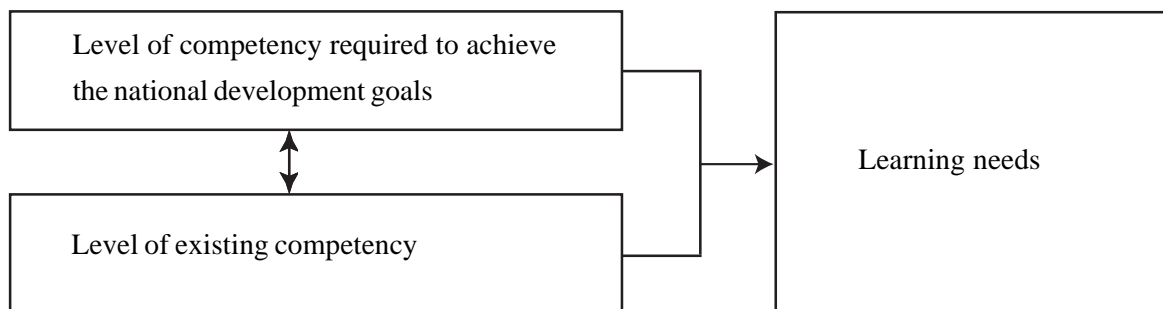 Level of competency required to achieve
the national development goals
Learning needs
Level of existing competency